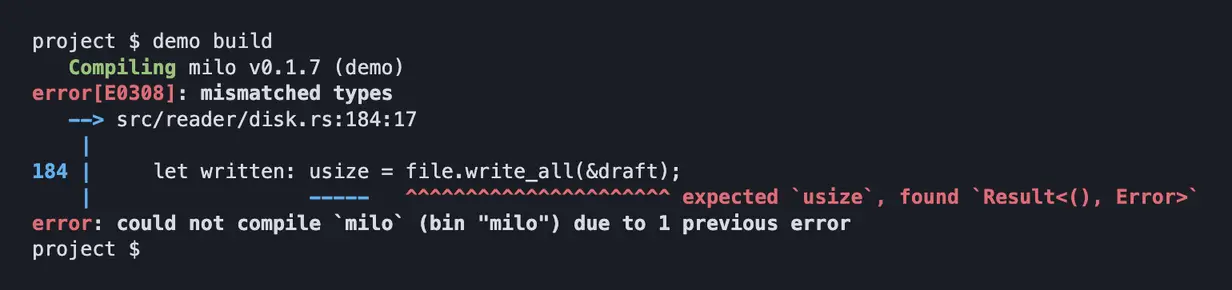 project $ demo build
   Compiling milo v0.1.7 (demo)
error[E0308]: mismatched types
   --> src/reader/disk.rs:184:17
    |
184 |     let written: usize = file.write_all(&draft);
    |                  -----   ^^^^^^^^^^^^^^^^^^^^^^ expected `usize`, found `Result<(), Error>`
error: could not compile `milo` (bin "milo") due to 1 previous error
project $